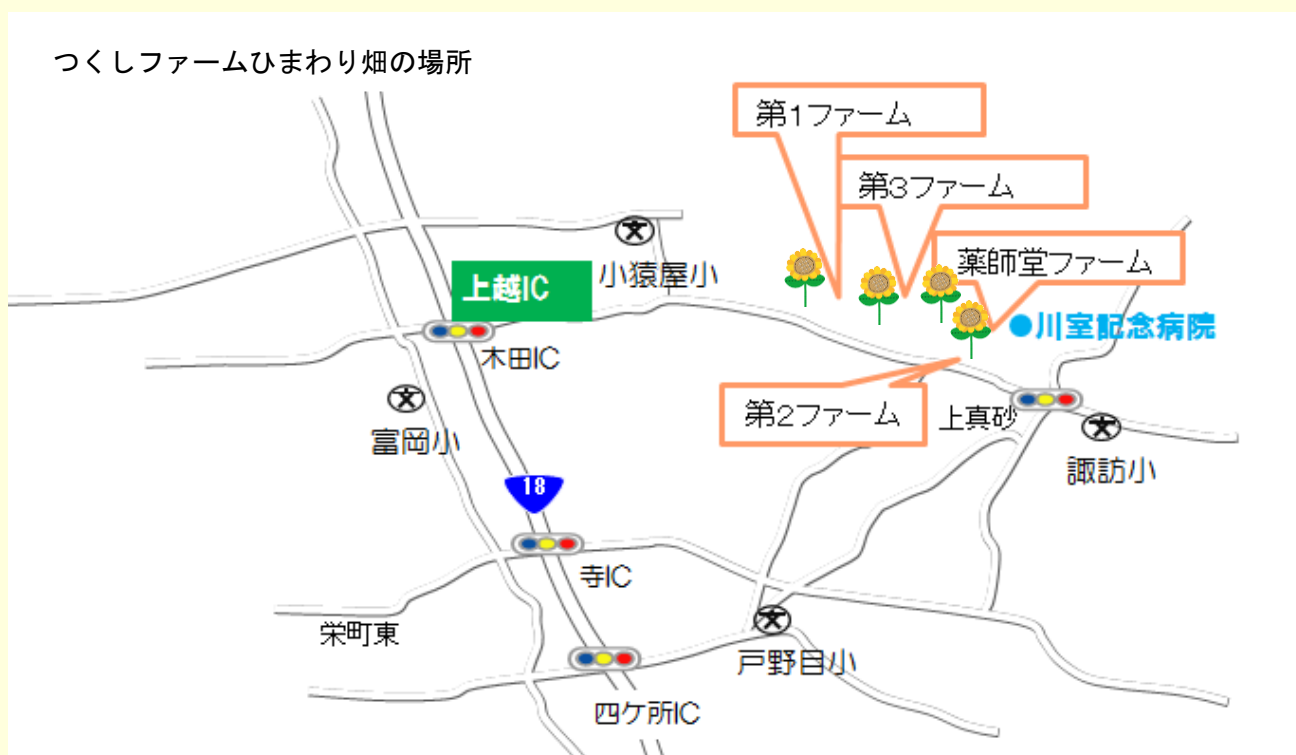 つくしファームひまわり畑の場所
第1ファーム
第3ファーム
薬師堂ファーム
小猿屋小
上越IC
川室記念病院
木田IC
第2ファーム
上真砂
富岡小
諏訪小
18
寺IC
栄町東
戸野目小
四ケ所IC